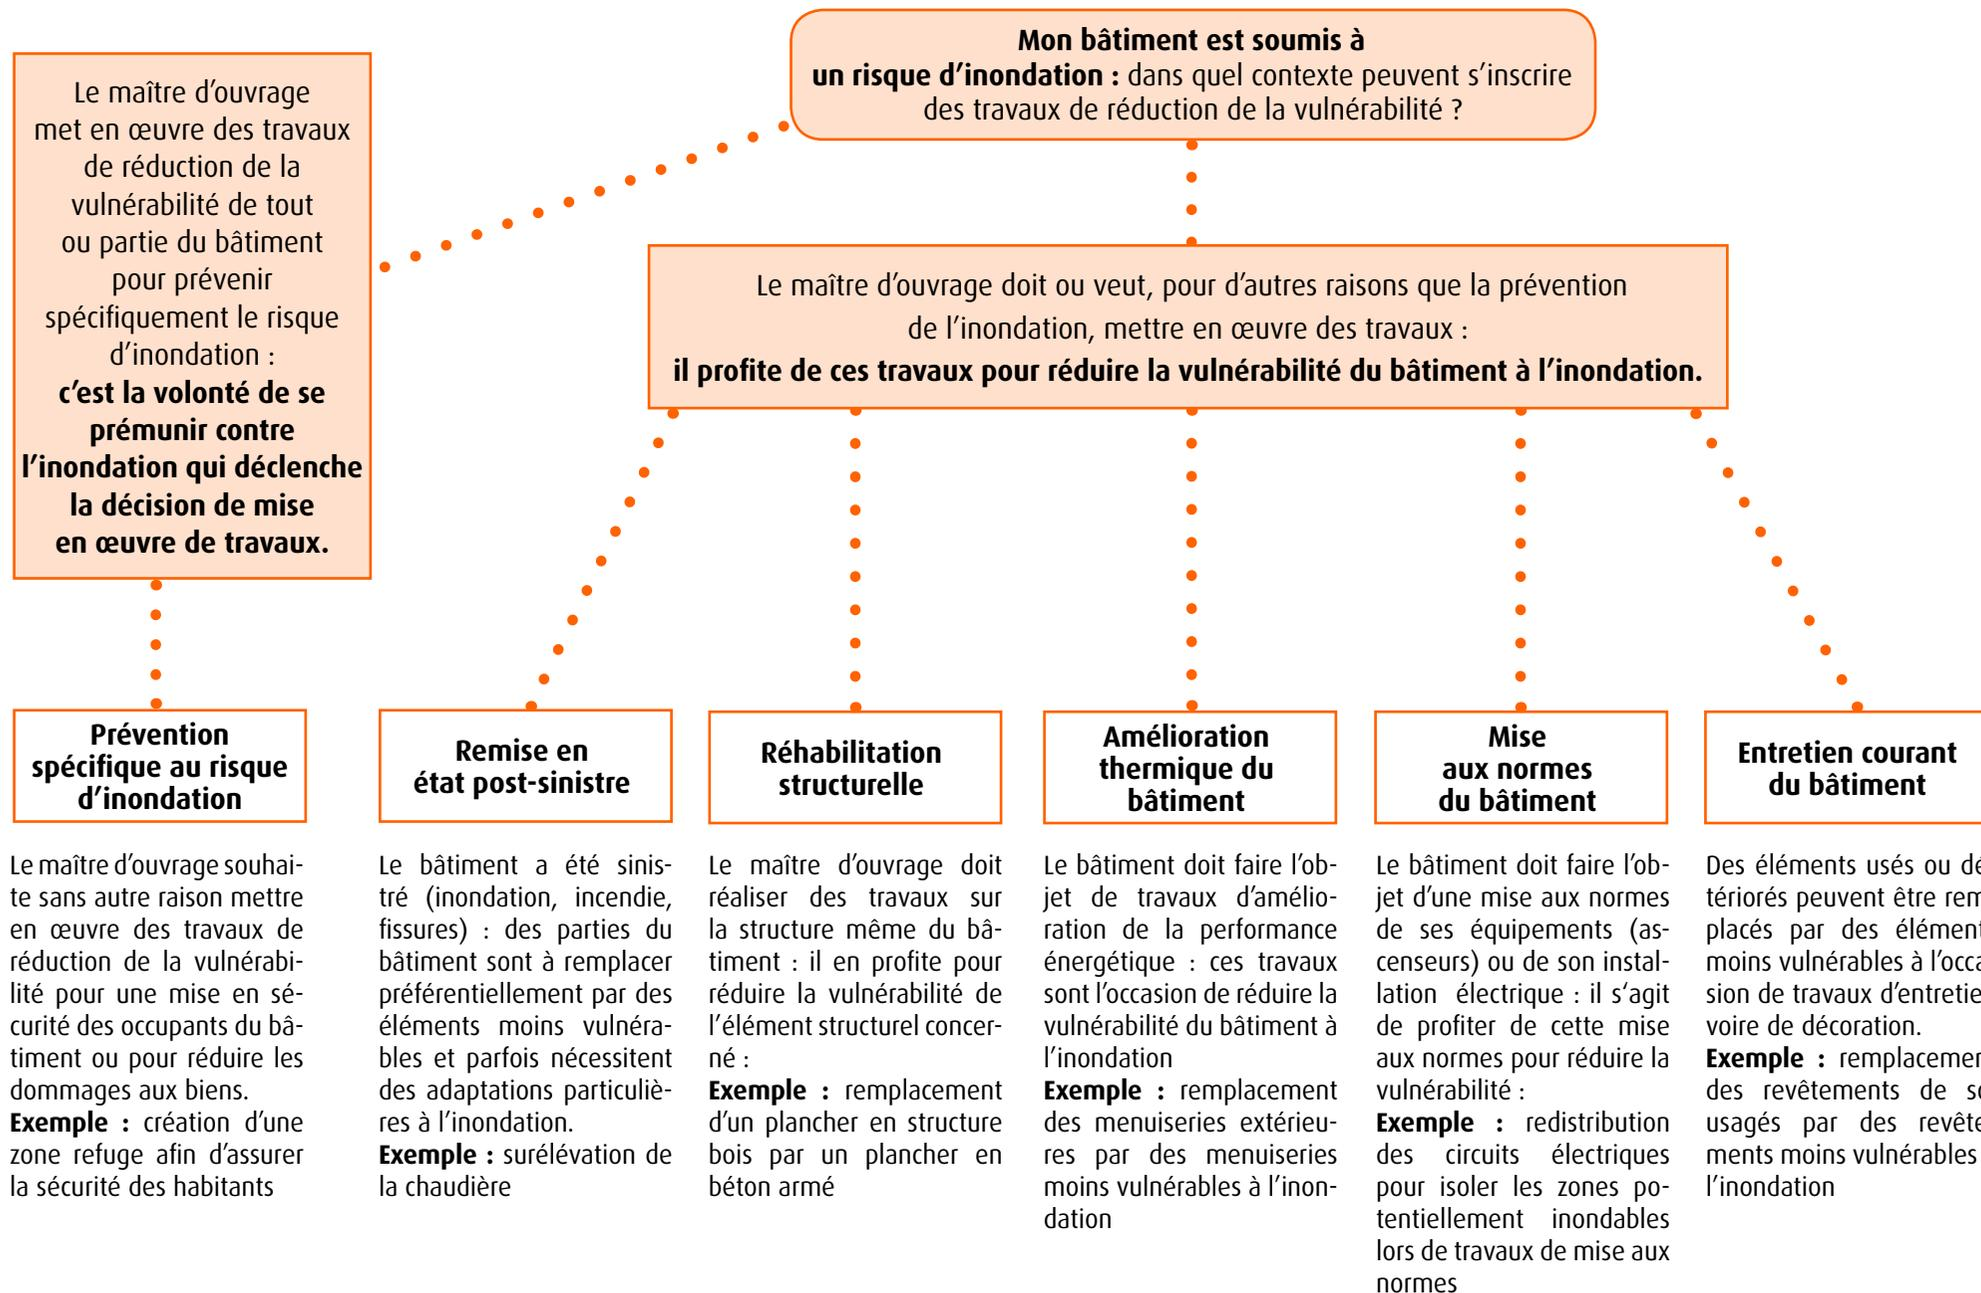 Mon bâtiment est soumis à
un risque d'inondation : dans quel contexte peuvent s'inscrire
des travaux de réduction de la vulnérabilité ?
Le maître d'ouvrage
met en œuvre des travaux
de réduction de la
vulnérabilité de tout
ou partie du bâtiment
pour prévenir
spécifiquement le risque
d'inondation :
c'est la volonté de se
prémunir contre
l'inondation qui déclenche
la décision de mise
en œuvre de travaux.
Le maître d'ouvrage doit ou veut, pour d'autres raisons que la prévention
de l'inondation, mettre en œuvre des travaux :
il profite de ces travaux pour réduire la vulnérabilité du bâtiment à l'inondation.
Prévention
spécifique au risque
d'inondation
Le maître d'ouvrage souhai-
te sans autre raison mettre
en œuvre des travaux de
réduction de la vulnérabi-
lité pour une mise en sé-
curité des occupants du bâ-
timent ou pour réduire les
dommages aux biens.
Exemple : création d'une
zone refuge afin d'assurer
la sécurité des habitants
Remise en
état post-sinistre
Le bâtiment a été sinis-
tré (inondation, incendie,
fissures) : des parties du
bâtiment sont à remplacer
préférentiellement par des
éléments moins vulnéra-
bles et parfois nécessitent
des adaptations particuliè-
res à l'inondation.
Exemple : surélévation de
la chaudière
Réhabilitation
structurelle
Le maître d'ouvrage doit
réaliser des travaux sur
la structure même du bâ-
timent : il en profite pour
réduire la vulnérabilité de
l'élément structurel concer-
né :
Exemple : remplacement
d'un plancher en structure
bois par un plancher en
béton armé
Amélioration
thermique du
bâtiment
Le bâtiment doit faire l'ob-
jet de travaux d'amélio-
ration de la performance
énergétique : ces travaux
sont l'occasion de réduire la
vulnérabilité du bâtiment à
l'inondation
Exemple : remplacement
des menuiseries extérieu-
res par des menuiseries
moins vulnérables à l'inon-
dation
Mise
aux normes
du bâtiment
Le bâtiment doit faire l'ob-
jet d'une mise aux normes
de ses équipements (as-
censeurs) ou de son instal-
lation électrique : il s‘agit
de profiter de cette mise
aux normes pour réduire la
vulnérabilité :
Exemple : redistribution
des circuits électriques
pour isoler les zones po-
tentiellement inondables
lors de travaux de mise aux
normes
Entretien courant
du bâtiment
Des éléments usés ou dé
tériorés peuvent être rem
placés par des élément
moins vulnérables à l'occa
sion de travaux d'entretie
voire de décoration.
Exemple : remplacemen
des revêtements de so
usagés par des revête
ments moins vulnérables
l'inondation